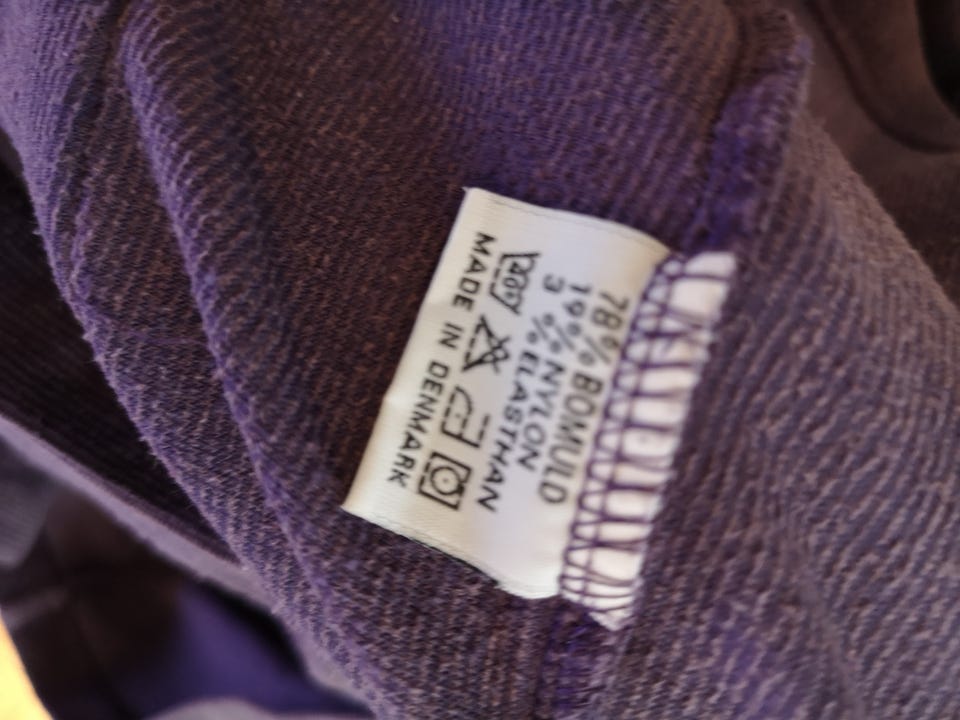 78% BOMULD
19% NYLON
3 % ELASTHAN
MADE IN DENMARK